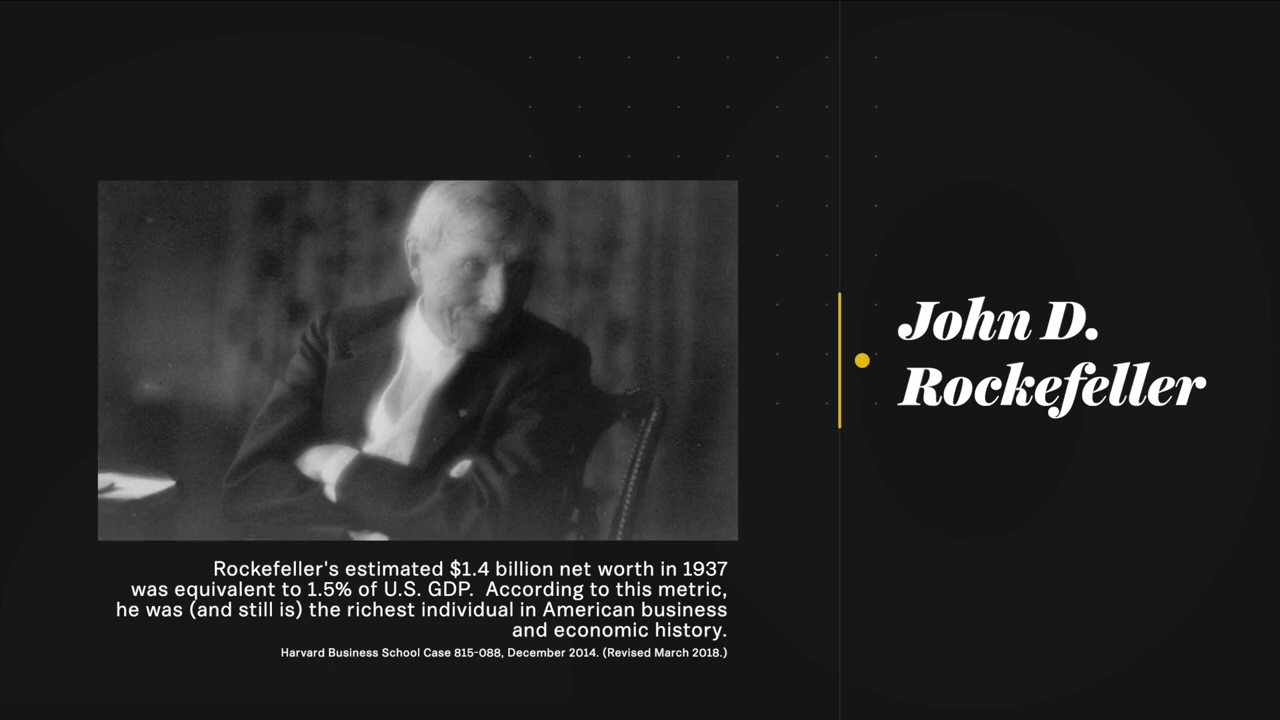 John D.
Rockefeller
Rockefeller's estimated $1.4 billion net worth in 1937
was equivalent to 1.5% of U.S. GDP.  According to this metric,
he was (and still is) the richest individual in American business
and economic history.
Harvard Business School Case 815-088, December 2014. (Revised March 2018.)